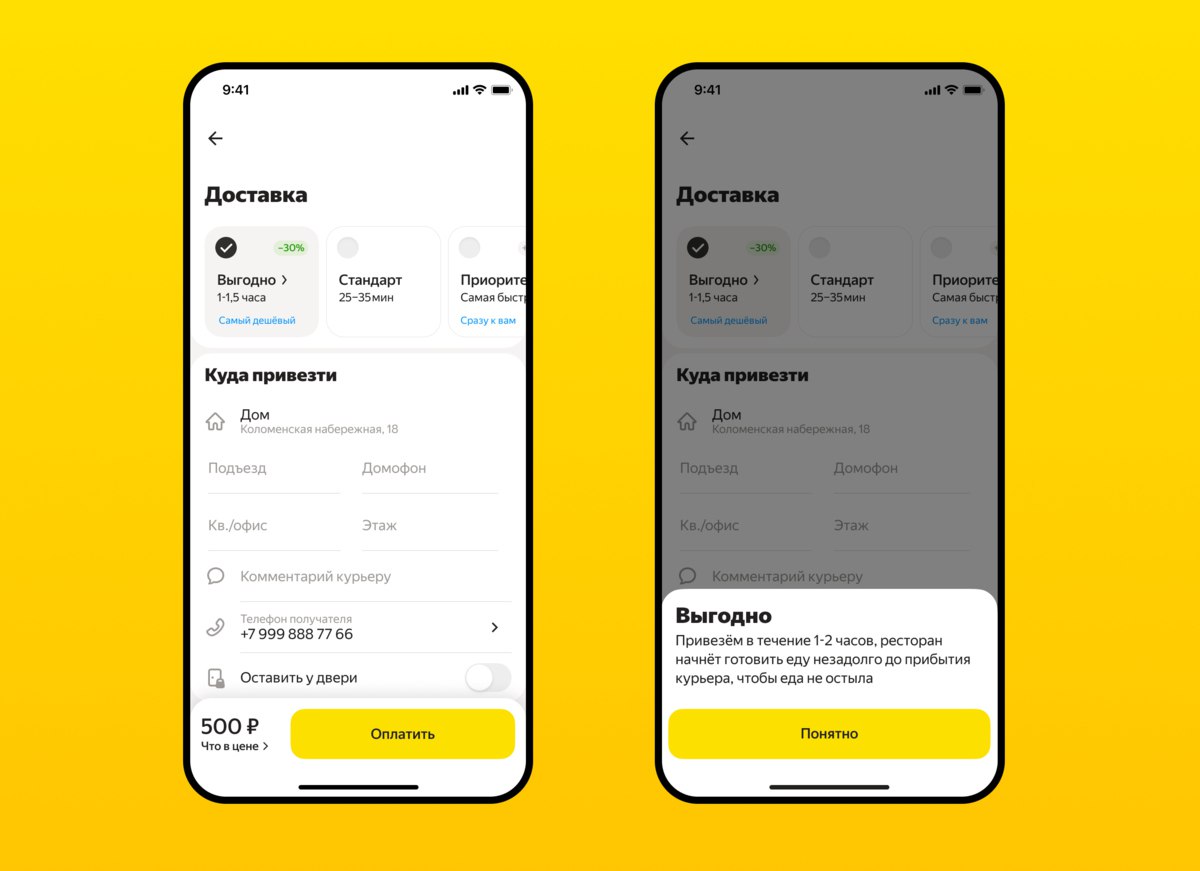 9:41
Доставка
−30%
Выгодно
1-1,5 часа
Самый дешёвый
Стандарт
25–35 мин
Приорите
Самая быст
Сразу к вам
Куда привезти
Дом
Коломенская набережная, 18
Подъезд
Домофон
Кв./офис
Этаж
Комментарий курьеру
Телефон получателя
+7 999 888 77 66
Оставить у двери
500 ₽
Что в цене
Оплатить
9:41
Доставка
−30%
Выгодно
1-1,5 часа
Самый дешёвый
Стандарт
25–35 мин
Приорите
Самая быст
Сразу к вам
Куда привезти
Дом
Коломенская набережная, 18
Подъезд
Домофон
Кв./офис
Этаж
Комментарий курьеру
Выгодно
Привезём в течение 1-2 часов, ресторан
начнёт готовить еду незадолго до прибытия
курьера, чтобы еда не остыла
Понятно